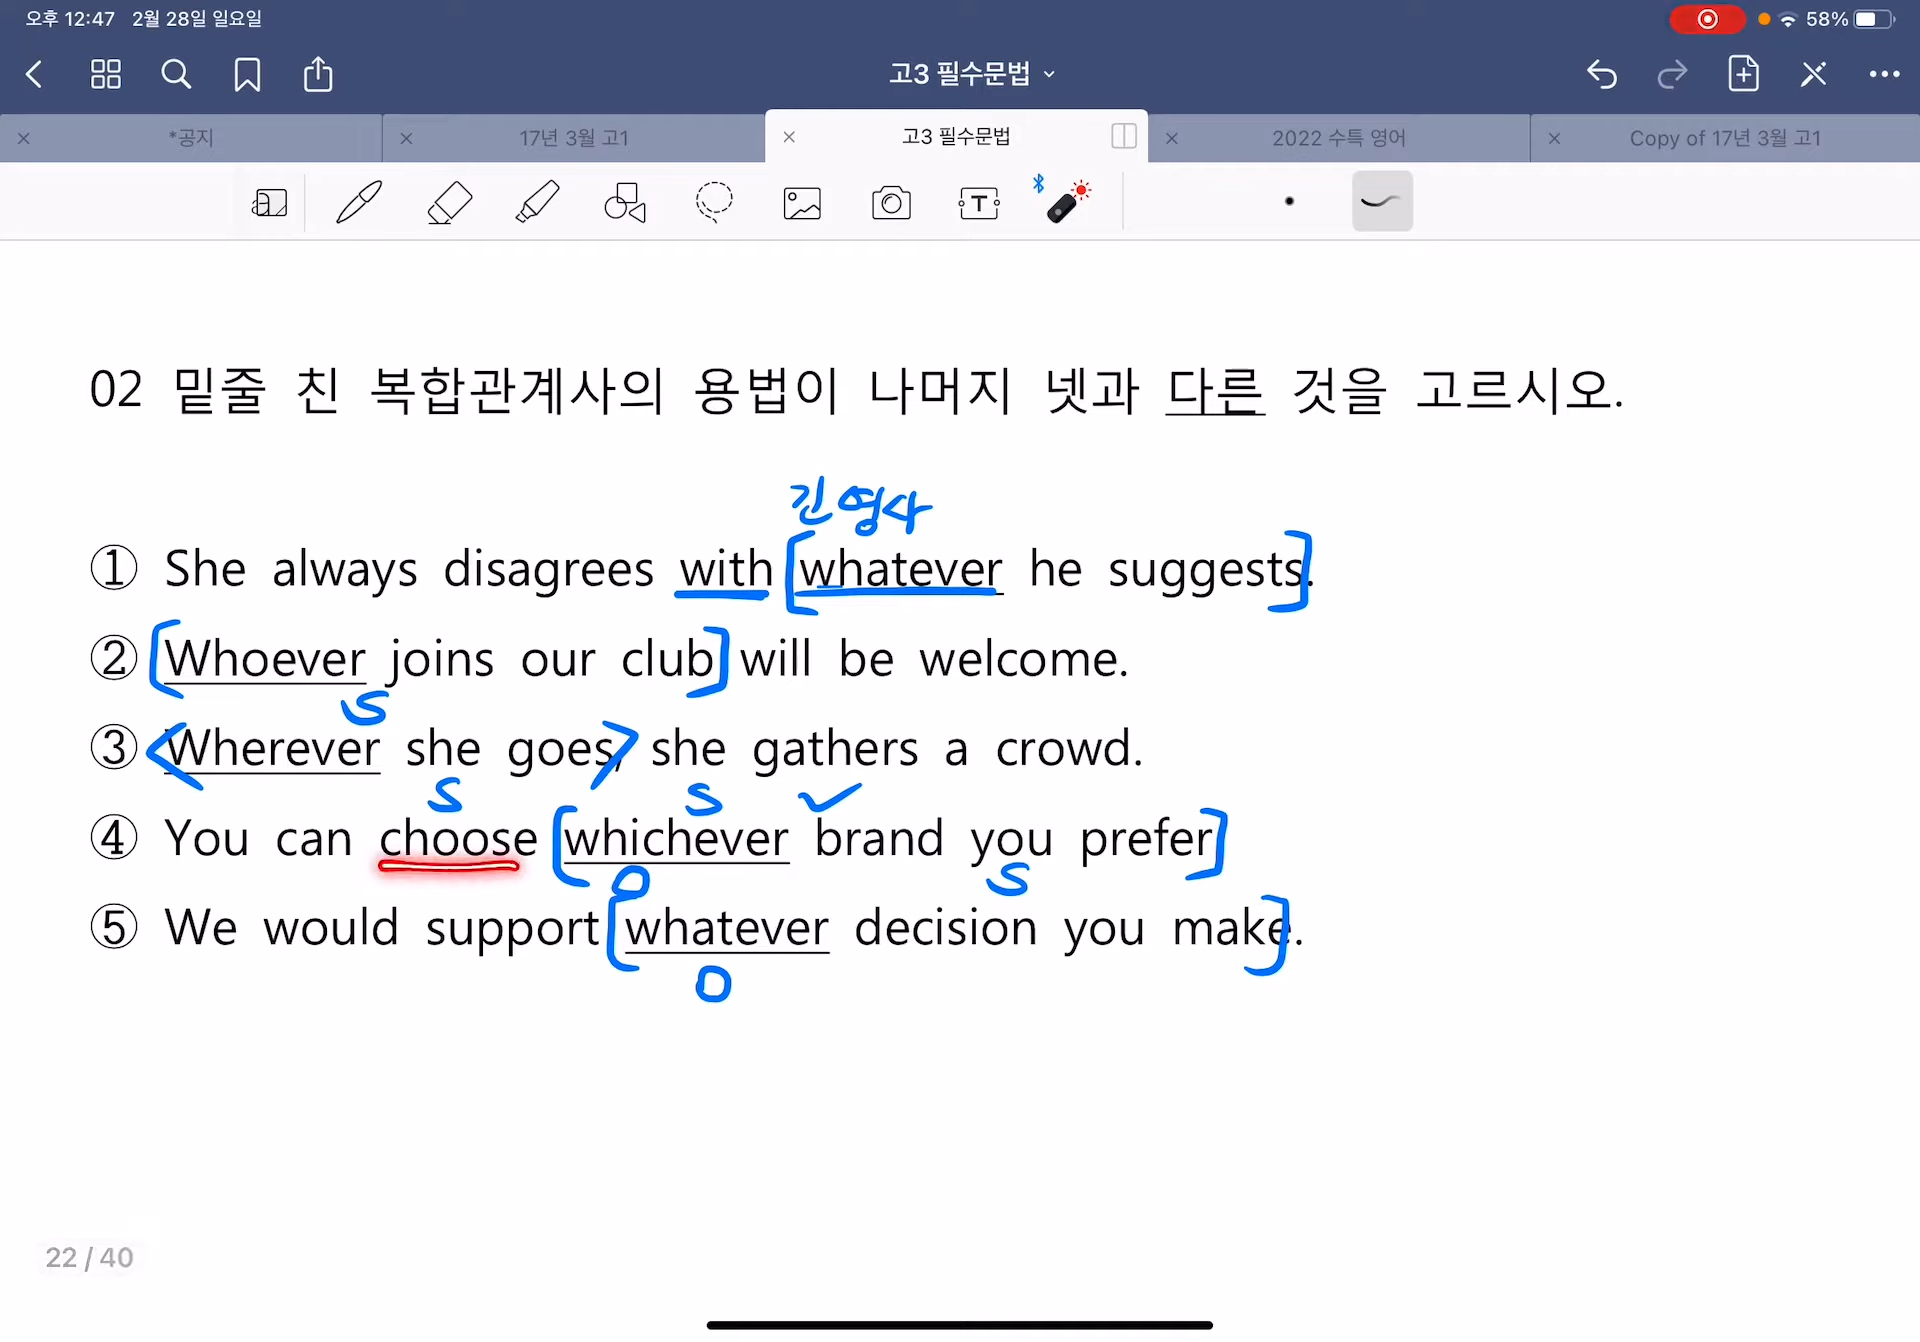 오후 12:47 2월 28일 일요일 58%
고3 필수문법
*공지 17년 3월 고1 고3 필수문법 2022 수특 영어 Copy of 17년 3월 고1
02 밑줄 친 복합관계사의 용법이 나머지 넷과 다른 것을 고르시오.
긴 명사
① She always disagrees with [whatever he suggests].
② [Whoever joins our club] will be welcome.
S
③ <Wherever she goes,> she gathers a crowd.
S S
④ You can choose [whichever brand you prefer]
O S
⑤ We would support [whatever decision you make].
O
22 / 40